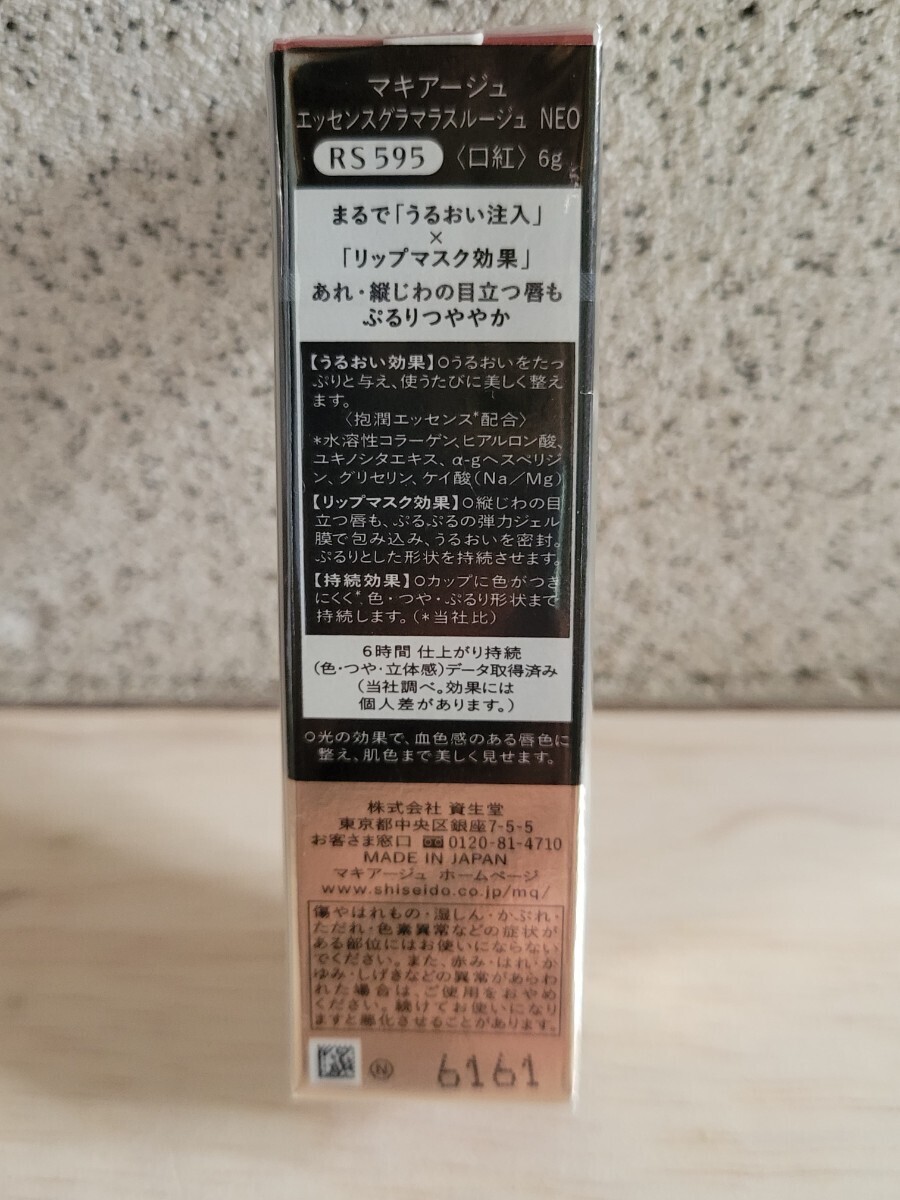 マキアージュ
エッセンスグラマラスルージュ NEO
RS595 〈口紅〉 6g
まるで「うるおい注入」
×
「リップマスク効果」
あれ・縦じわの目立つ唇も
ぷるりつややか
【うるおい効果】○うるおいをたっ
ぷりと与え、使うたびに美しく整え
ます。
〈抱潤エッセンス*配合〉
*水溶性コラーゲン、ヒアルロン酸、
ユキノシタエキス、α-gヘスペリジ
ン、グリセリン、ケイ酸(Na/Mg)
【リップマスク効果】○縦じわの目
立つ唇も、ぷるぷるの弾力ジェル
膜で包み込み、うるおいを密封。
ぷるりとした形状を持続させます。
【持続効果】○カップに色がつき
にくく*、色・つや・ぷるり形状まで
持続します。(*当社比)
6時間 仕上がり持続
(色・つや・立体感)データ取得済み
(当社調べ。効果には
個人差があります。)
○光の効果で、血色感のある唇色に
整え、肌色まで美しく見せます。
株式会社 資生堂
東京都中央区銀座7-5-5
お客さま窓口 0120-81-4710
MADE IN JAPAN
マキアージュ ホームページ
www.shiseido.co.jp/mq/
傷やはれもの・湿しん・かぶれ・
ただれ・色素異常などの症状が
ある部位にはお使いにならない
でください。また、赤み・はれ・か
ゆみ・しげきなどの異常があらわ
れた場合は、ご使用をおやめ
ください。続けてお使いになり
ますと悪化させることがあります。
N 6161